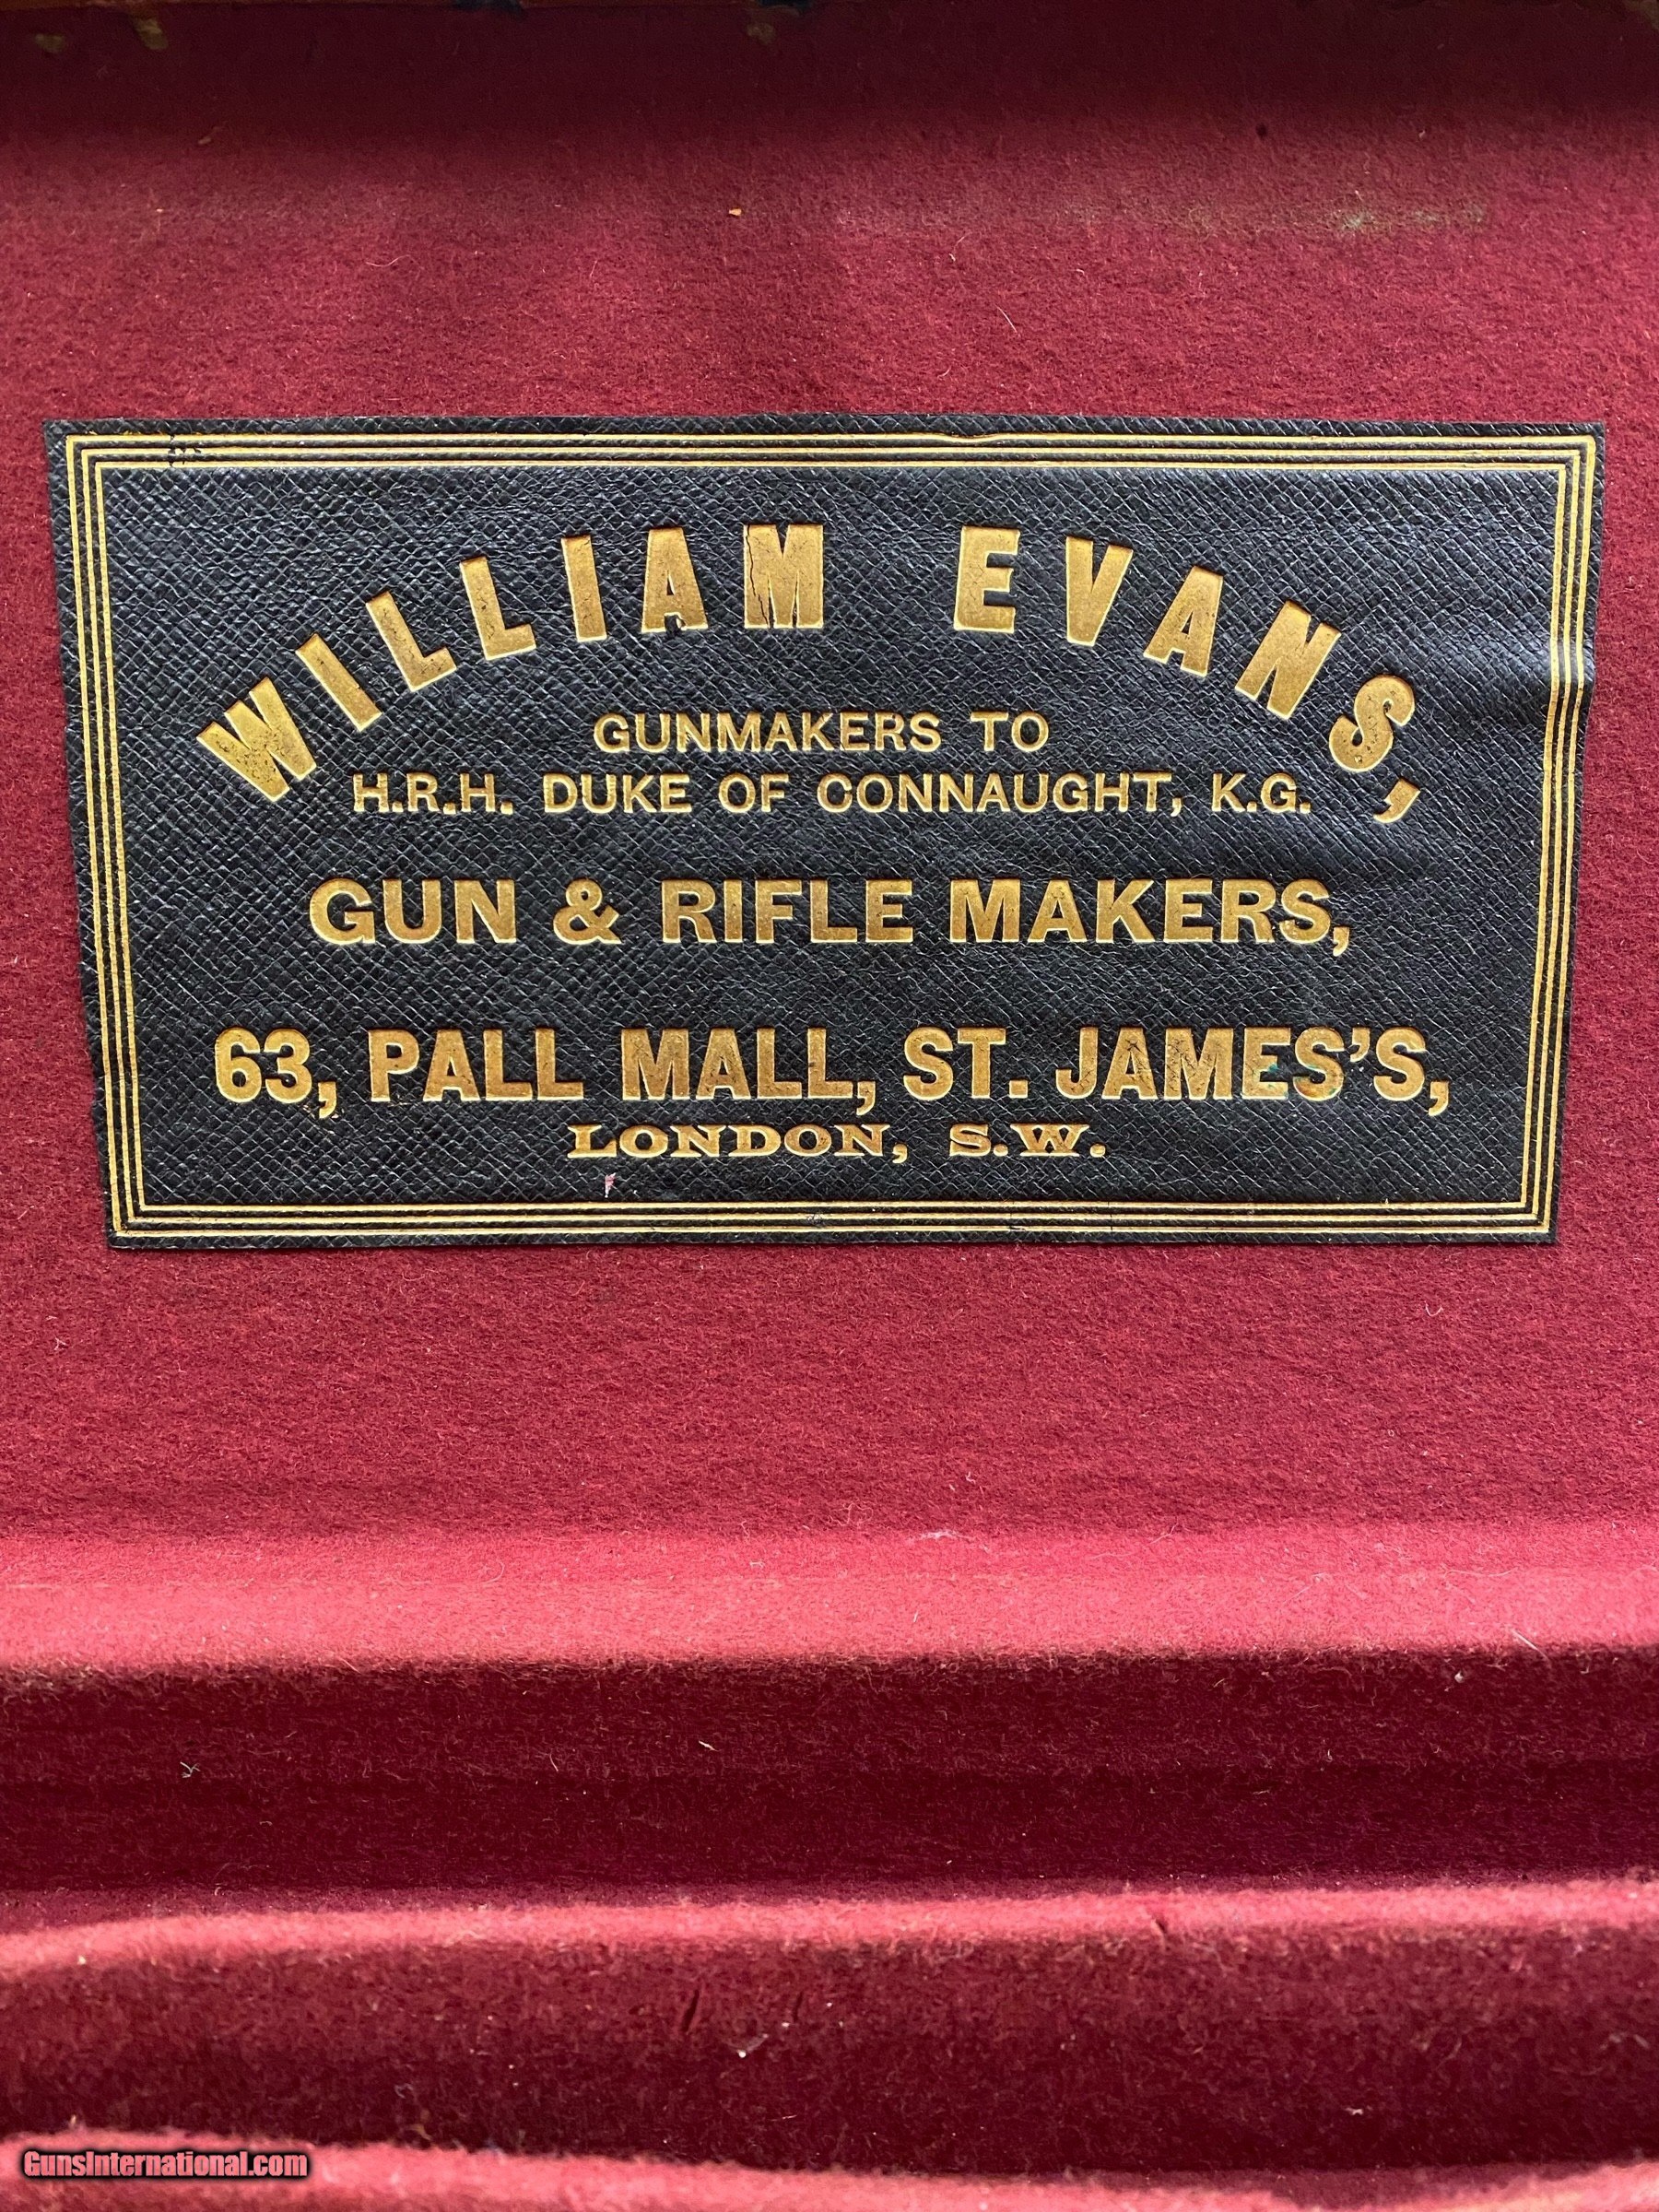 WILLIAM EVANS,
GUNMAKERS TO
H.R.H. DUKE OF CONNAUGHT, K.G.
GUN & RIFLE MAKERS,
63, PALL MALL, ST. JAMES'S,
LONDON, S.W.
GunsInternational.com